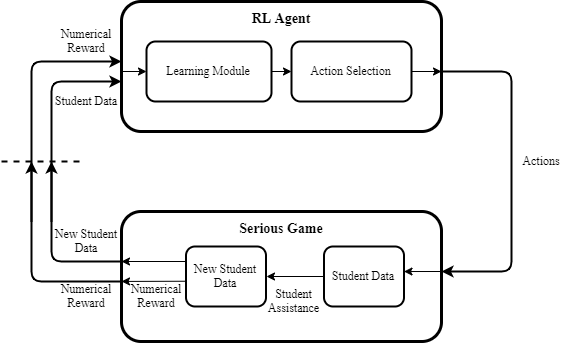 RL Agent
Numerical
Reward
Learning Module
Action Selection
Student Data
Actions
Serious Game
New Student
Data
New Student
Data
Student Data
Numerical
Reward
Numerical
Reward
Student
Assistance